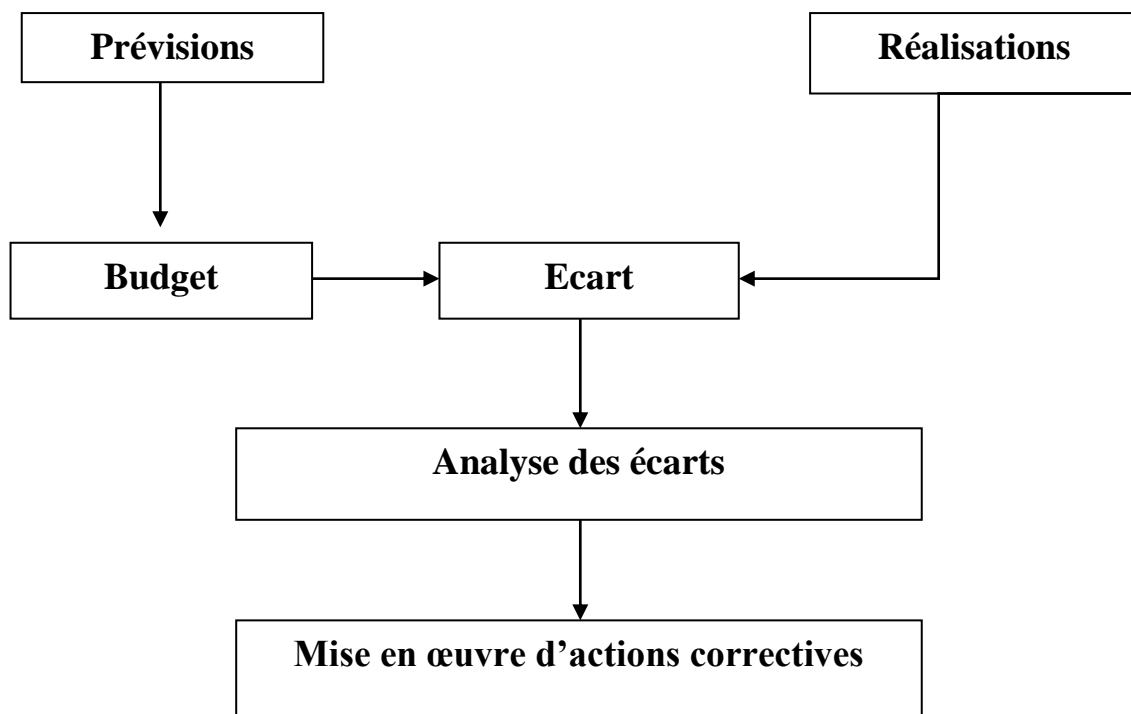 Prévisions
Réalisations
Budget
Ecart
Analyse des écarts
Mise en œuvre d’actions correctives